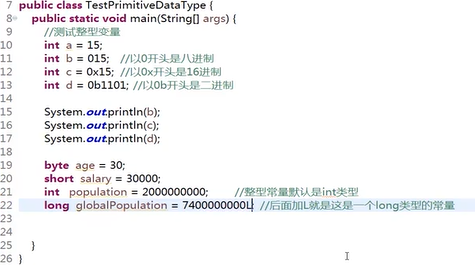 7 public class TestPrimitiveDataType {
8 public static void main(String[] args) {
9 //测试整型变量
10 int a = 15;
11 int b = 015; //以0开头是八进制
12 int c = 0x15; //以0x开头是16进制
13 int d = 0b1101; //以0b开头是二进制
14
15 System.out.println(b);
16 System.out.println(c);
17 System.out.println(d);
18
19 byte age = 30;
20 short salary = 30000;
21 int population = 2000000000; //整型常量默认是int类型
22 long globalPopulation = 7400000000L; //后面加L就是这是一个long类型的常量
23
24
25 }
26 }